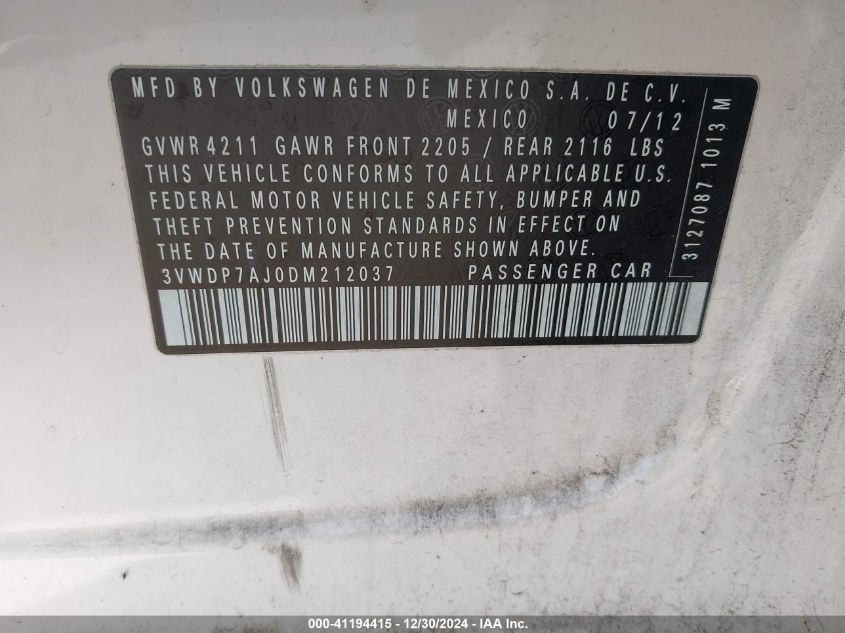 MFD BY VOLKSWAGEN DE MEXICO S.A. DE C.V.
MEXICO 07/12
GVWR 4211 GAWR FRONT 2205 / REAR 2116 LBS
THIS VEHICLE CONFORMS TO ALL APPLICABLE U.S.
FEDERAL MOTOR VEHICLE SAFETY, BUMPER AND
THEFT PREVENTION STANDARDS IN EFFECT ON
THE DATE OF MANUFACTURE SHOWN ABOVE.
3VWDP7AJ0DM212037 PASSENGER CAR
3127087 1013 M
000-41194415 - 12/30/2024 - IAA Inc.